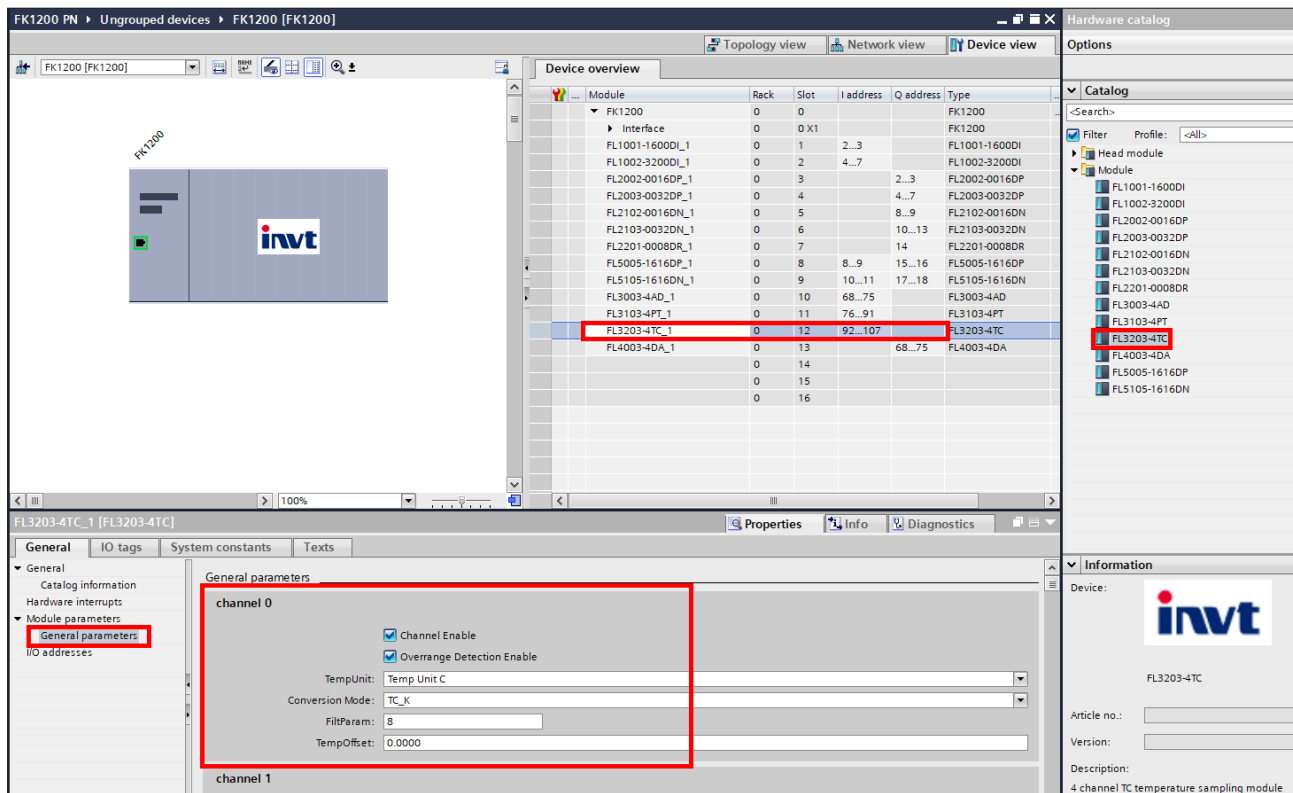 FK1200 PN ▸ Ungrouped devices ▸ FK1200 [FK1200]
Topology view Network view Device view
FK1200 [FK1200]
FK1200
invt
100%
Device overview
... Module Rack Slot I address Q address Type
FK1200 0 0 FK1200
Interface 0 0 X1 FK1200
FL1001-1600DI_1 0 1 2...3 FL1001-1600DI
FL1002-3200DI_1 0 2 4...7 FL1002-3200DI
FL2002-0016DP_1 0 3 2...3 FL2002-0016DP
FL2003-0032DP_1 0 4 4...7 FL2003-0032DP
FL2102-0016DN_1 0 5 8...9 FL2102-0016DN
FL2103-0032DN_1 0 6 10...13 FL2103-0032DN
FL2201-0008DR_1 0 7 14 FL2201-0008DR
FL5005-1616DP_1 0 8 8...9 15...16 FL5005-1616DP
FL5105-1616DN_1 0 9 10...11 17...18 FL5105-1616DN
FL3003-4AD_1 0 10 68...75 FL3003-4AD
FL3103-4PT_1 0 11 76...91 FL3103-4PT
FL3203-4TC_1 0 12 92...107 FL3203-4TC
FL4003-4DA_1 0 13 68...75 FL4003-4DA
0 14
0 15
0 16
Hardware catalog
Options
Catalog
<Search>
Filter Profile: <All>
Head module
Module
FL1001-1600DI
FL1002-3200DI
FL2002-0016DP
FL2003-0032DP
FL2102-0016DN
FL2103-0032DN
FL2201-0008DR
FL3003-4AD
FL3103-4PT
FL3203-4TC
FL4003-4DA
FL5005-1616DP
FL5105-1616DN
FL3203-4TC_1 [FL3203-4TC]
Properties Info Diagnostics
General IO tags System constants Texts
General
Catalog information
Hardware interrupts
Module parameters
General parameters
I/O addresses
General parameters
channel 0
Channel Enable
Overrange Detection Enable
TempUnit: Temp Unit C
Conversion Mode: TC_K
FiltParam: 8
TempOffset: 0.0000
channel 1
Information
Device:
invt
FL3203-4TC
Article no.:
Version:
Description:
4 channel TC temperature sampling module